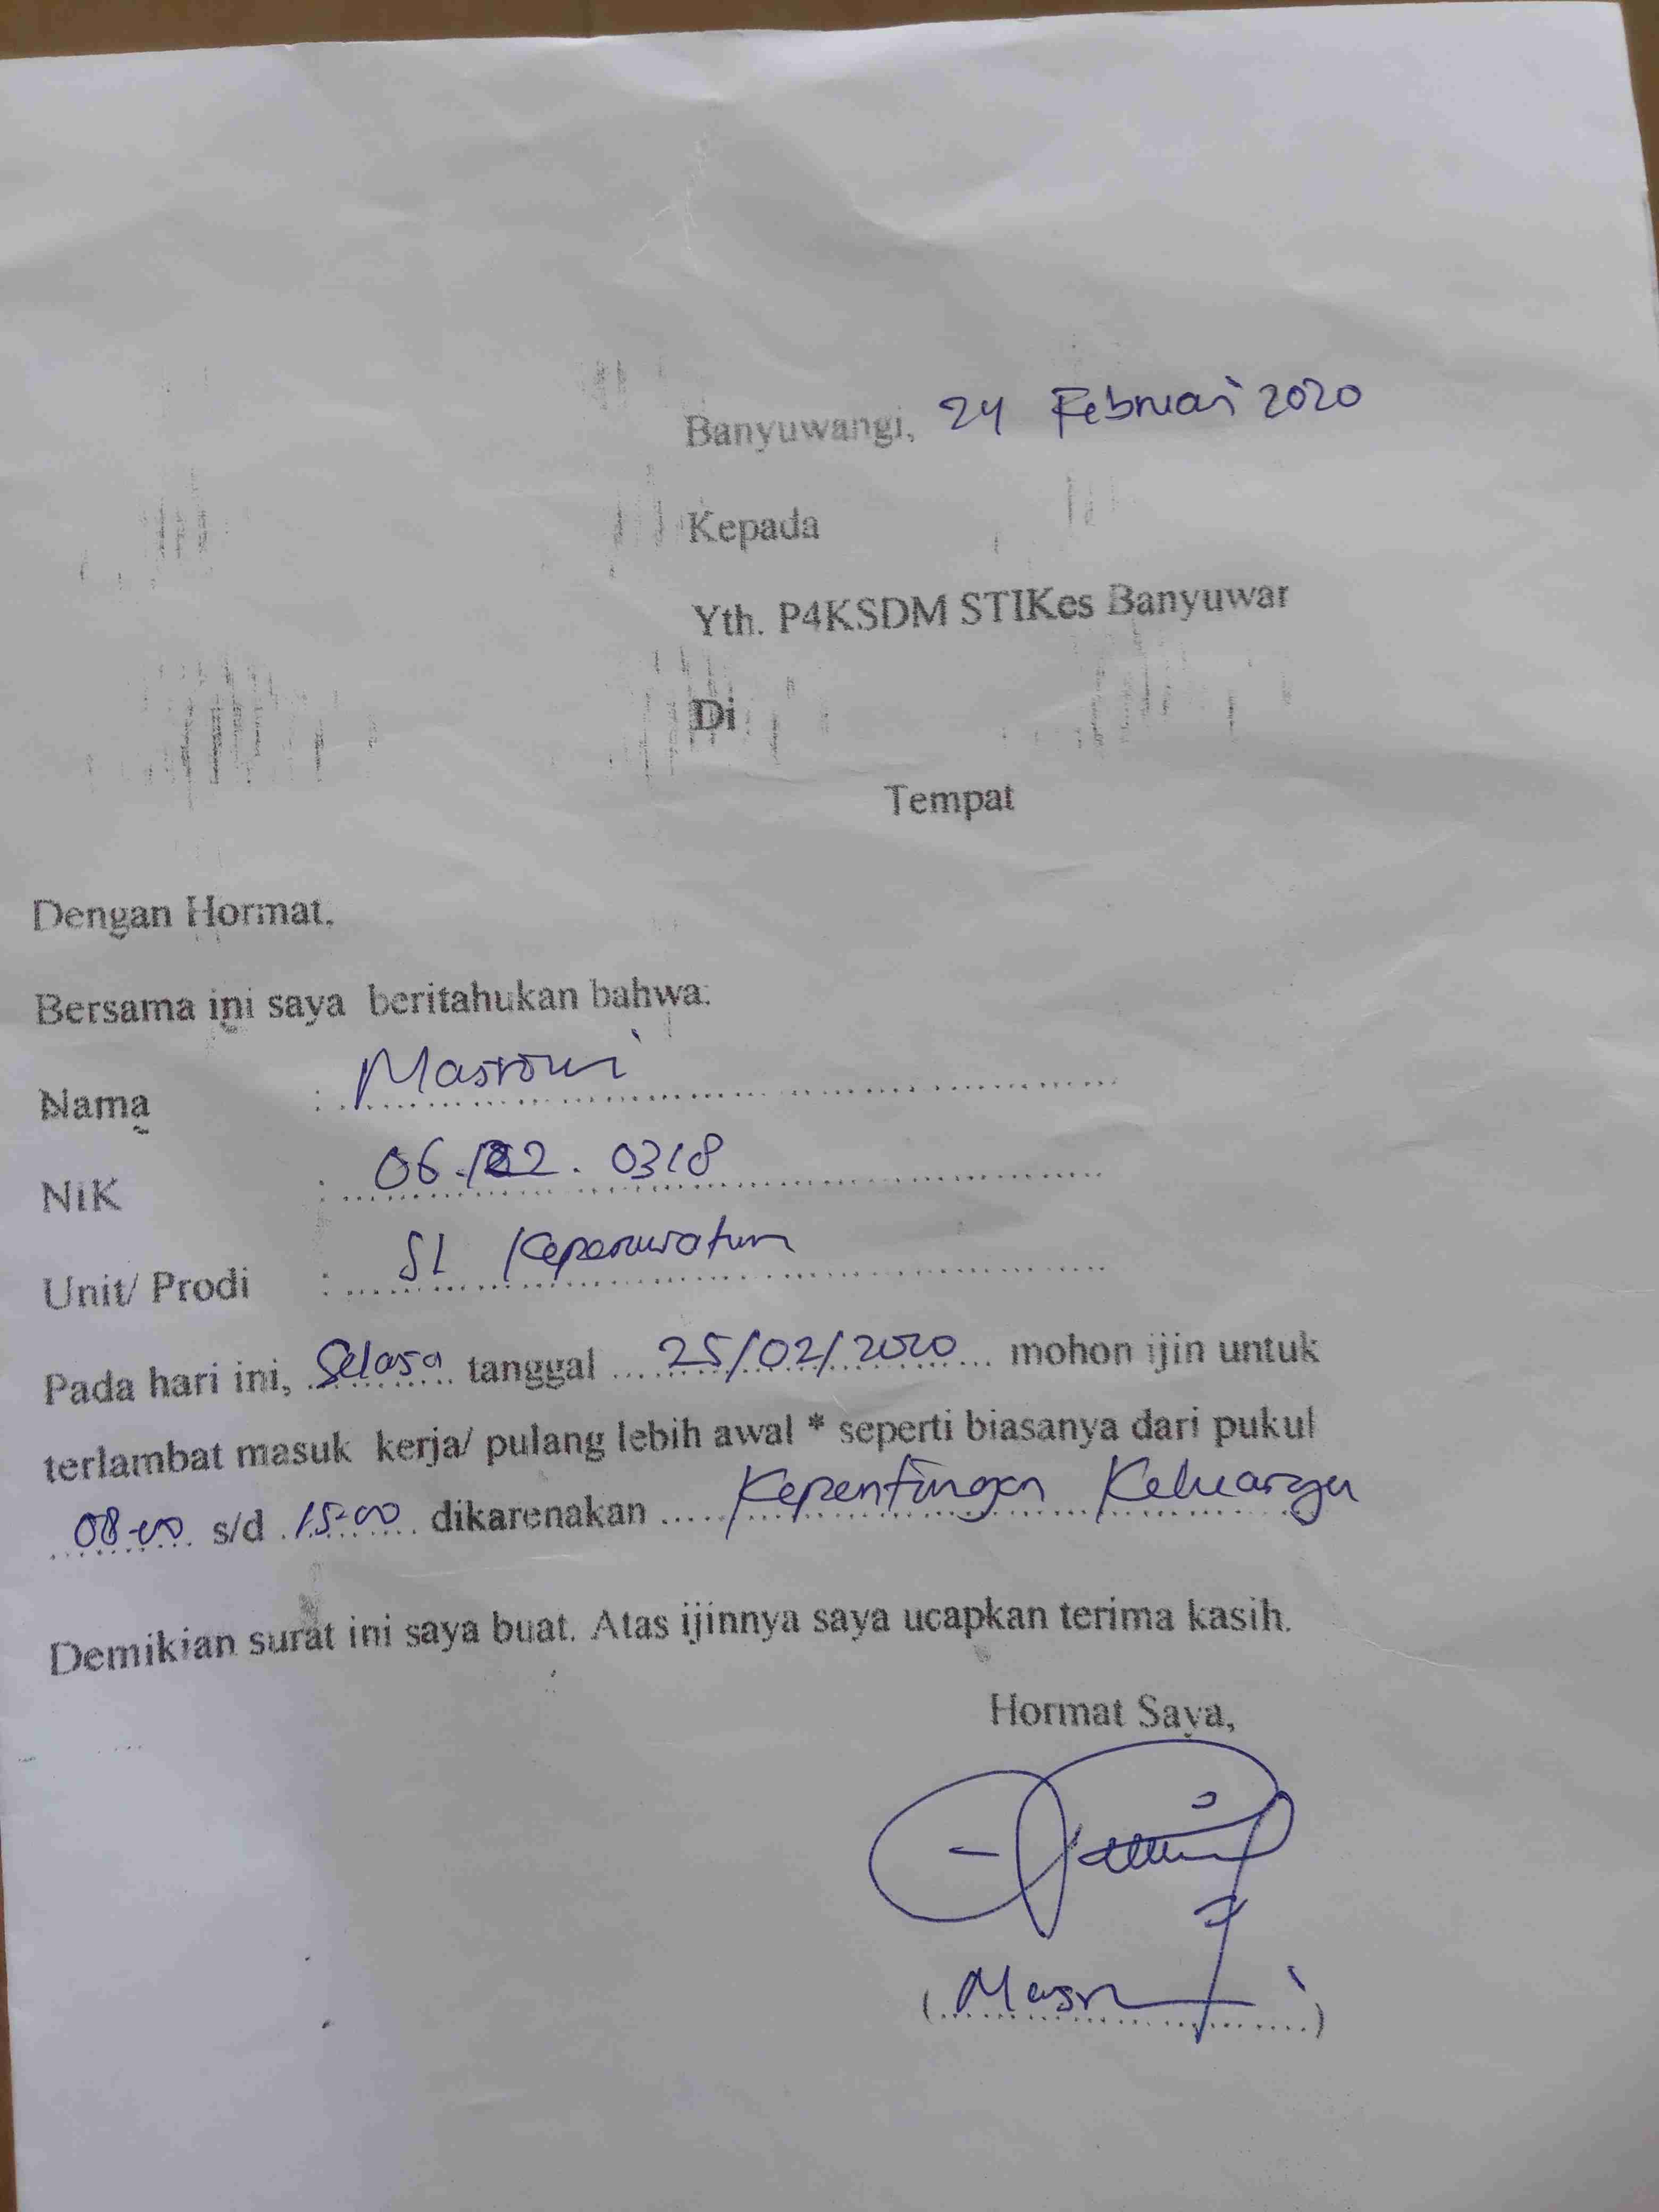 Banyuwangi, 24 Februari 2020
Kepada
Yth. P4KSDM STIKes Banyuwar
Di
Tempat
Dengan Hormat,
Bersama ini saya beritahukan bahwa:
Nama : Masroni
NIK : 0318
Unit/ Prodi : S1 Keperawatan
Pada hari ini, Selasa tanggal 25/02/2020 mohon ijin untuk
terlambat masuk kerja/ pulang lebih awal * seperti biasanya dari pukul
08-00 s/d 15-00 dikarenakan Kepentingan Keluarga
Demikian surat ini saya buat. Atas ijinnya saya ucapkan terima kasih.
Hormat Saya,
(Masroni)